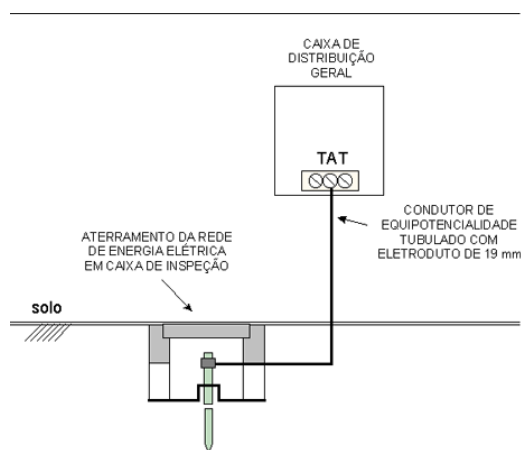 CAIXA DE
DISTRIBUIÇÃO
GERAL
TAT
CONDUTOR DE
EQUIPOTENCIALIDADE
TUBULADO COM
ELETRODUTO DE 19 mm
ATERRAMENTO DA REDE
DE ENERGIA ELÉTRICA
EM CAIXA DE INSPEÇÃO
solo